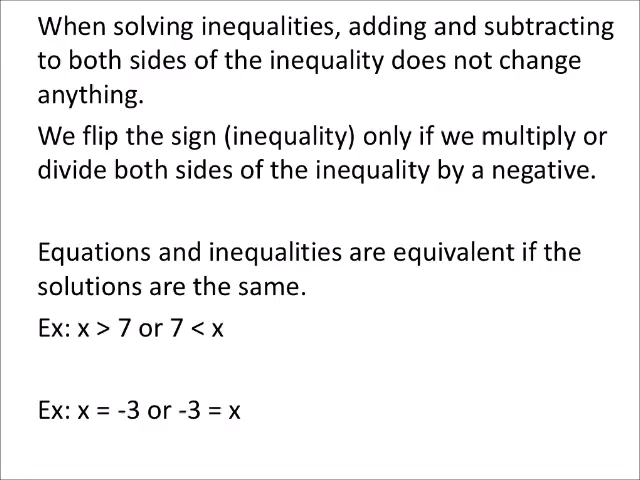 When solving inequalities, adding and subtracting
to both sides of the inequality does not change
anything.
We flip the sign (inequality) only if we multiply or
divide both sides of the inequality by a negative.
Equations and inequalities are equivalent if the
solutions are the same.
Ex: x > 7 or 7 < x
Ex: x = -3 or -3 = x